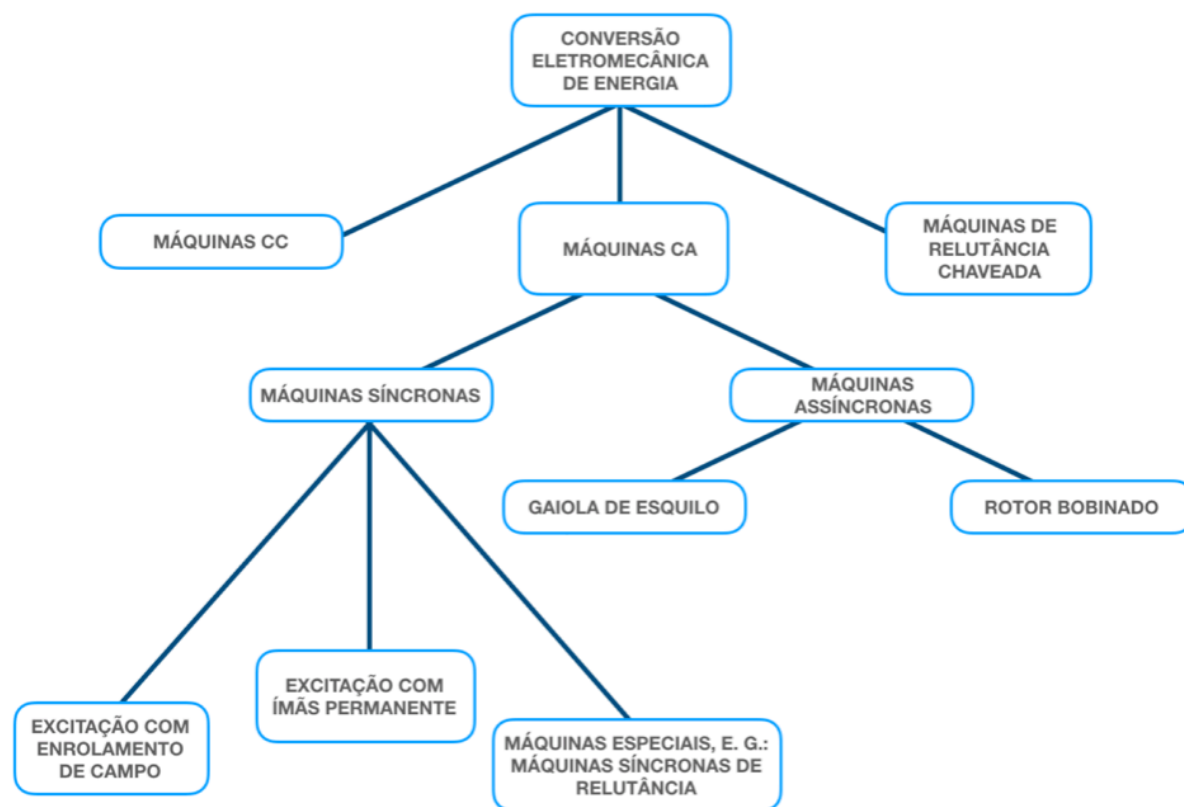 CONVERSÃO
ELETROMECÂNICA
DE ENERGIA
MÁQUINAS CC
MÁQUINAS CA
MÁQUINAS DE
RELUTÂNCIA
CHAVEADA
MÁQUINAS SÍNCRONAS
MÁQUINAS
ASSÍNCRONAS
GAIOLA DE ESQUILO
ROTOR BOBINADO
EXCITAÇÃO COM
ENROLAMENTO
DE CAMPO
EXCITAÇÃO COM
ÍMÃS PERMANENTE
MÁQUINAS ESPECIAIS, E. G.:
MÁQUINAS SÍNCRONAS DE
RELUTÂNCIA